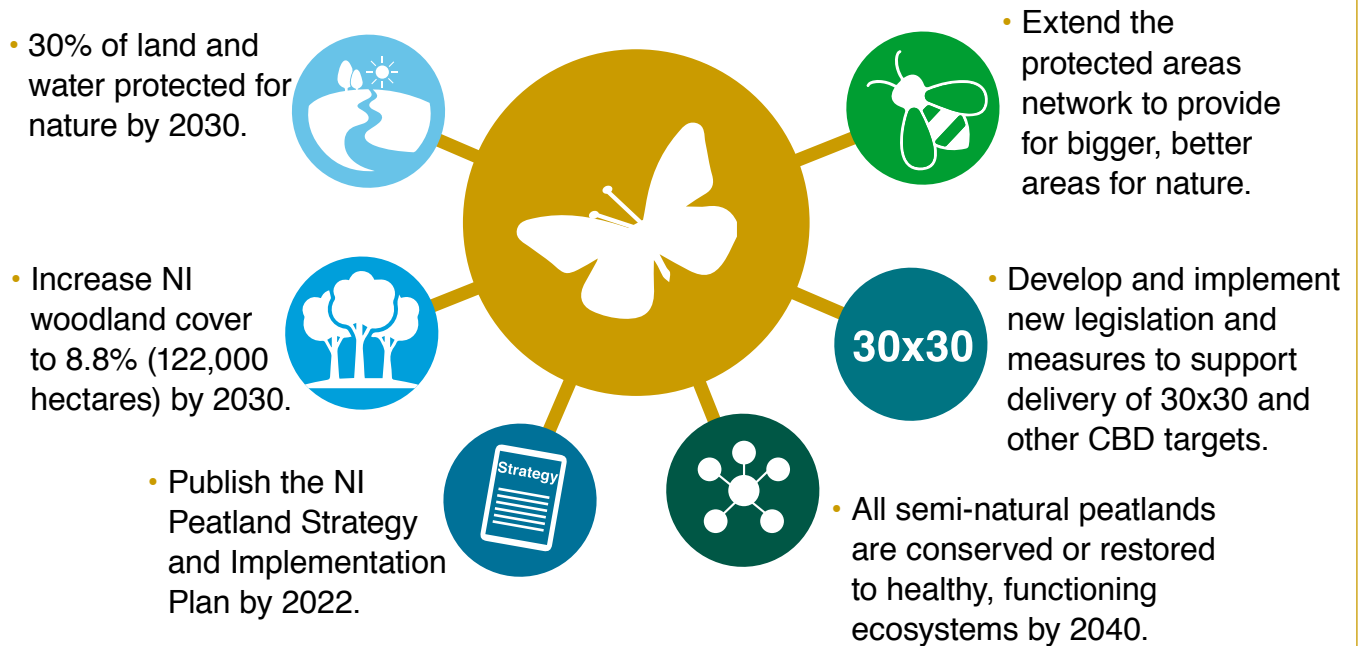 • 30% of land and
water protected for
nature by 2030.
• Extend the
protected areas
network to provide
for bigger, better
areas for nature.
• Increase NI
woodland cover
to 8.8% (122,000
hectares) by 2030.
30x30
• Develop and implement
new legislation and
measures to support
delivery of 30x30 and
other CBD targets.
• Publish the NI
Peatland Strategy
and Implementation
Plan by 2022.
Strategy
• All semi-natural peatlands
are conserved or restored
to healthy, functioning
ecosystems by 2040.